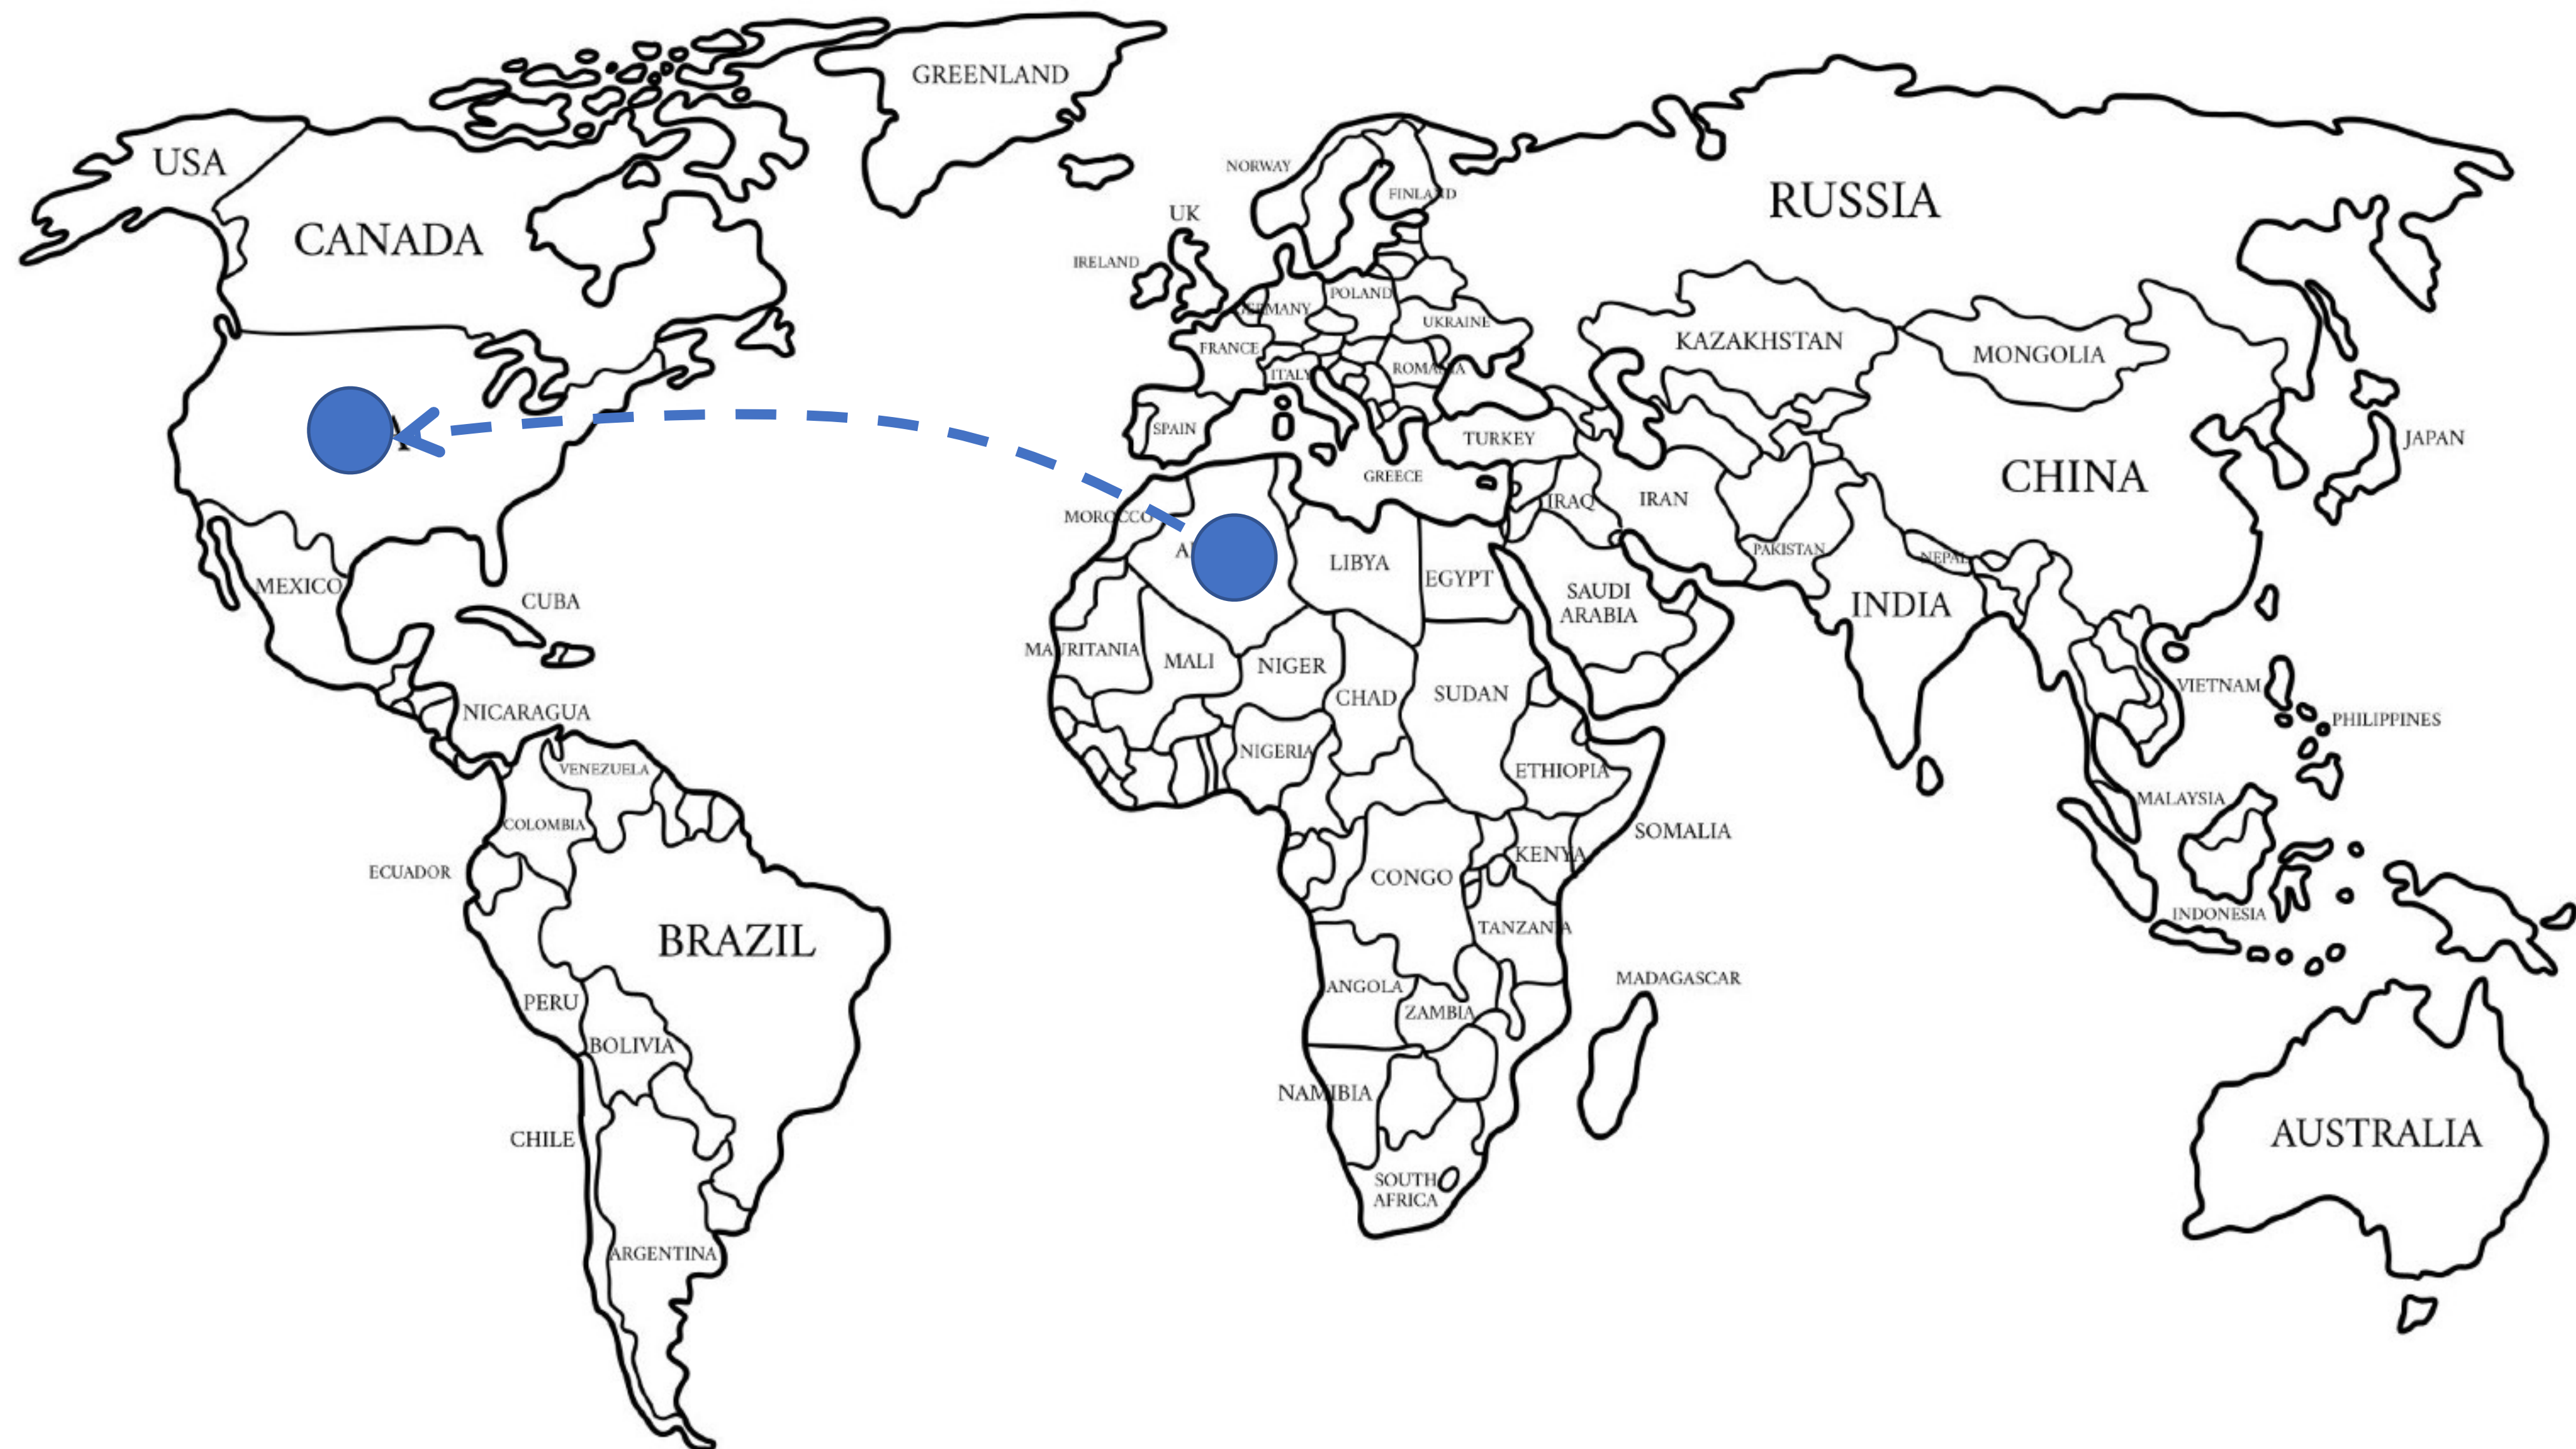 GREENLAND
USA
CANADA
NORWAY
FINLAND
RUSSIA
UK
IRELAND
POLAND
UKRAINE
FRANCE
ITALY
KAZAKHSTAN
MONGOLIA
SPAIN
TURKEY
GREECE
JAPAN
CHINA
IRAQ
IRAN
MOROCCO
PAKISTAN
NEPAL
LIBYA
EGYPT
SAUDI
ARABIA
INDIA
MEXICO
CUBA
MAURITANIA
MALI
NIGER
CHAD
SUDAN
VIETNAM
PHILIPPINES
NICARAGUA
NIGERIA
ETHIOPIA
VENEZUELA
COLOMBIA
MALAYSIA
SOMALIA
KENYA
ECUADOR
CONGO
INDONESIA
TANZANIA
BRAZIL
MADAGASCAR
ANGOLA
ZAMBIA
PERU
BOLIVIA
NAMIBIA
CHILE
AUSTRALIA
SOUTH
AFRICA
ARGENTINA